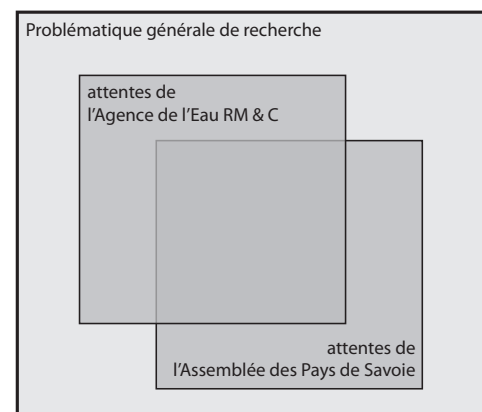 Problématique générale de recherche
attentes de
l'Agence de l'Eau RM & C
attentes de
l'Assemblée des Pays de Savoie